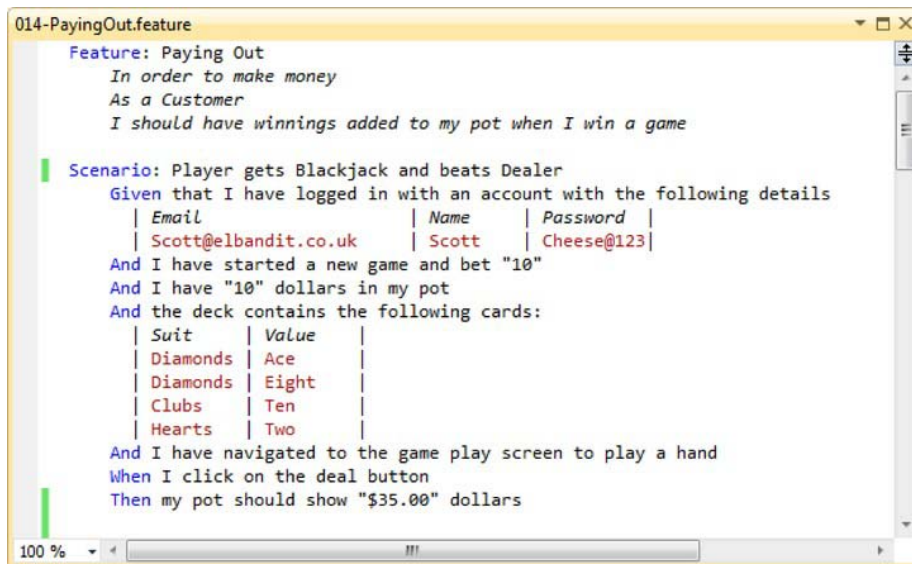 014-PayingOut.feature
Feature: Paying Out
In order to make money
As a Customer
I should have winnings added to my pot when I win a game
Scenario: Player gets Blackjack and beats Dealer
Given that I have logged in with an account with the following details
| Email | Name | Password |
| Scott@elbandit.co.uk | Scott | Cheese@123|
And I have started a new game and bet "10"
And I have "10" dollars in my pot
And the deck contains the following cards:
| Suit | Value |
| Diamonds | Ace |
| Diamonds | Eight |
| Clubs | Ten |
| Hearts | Two |
And I have navigated to the game play screen to play a hand
When I click on the deal button
Then my pot should show "$35.00" dollars
100 %